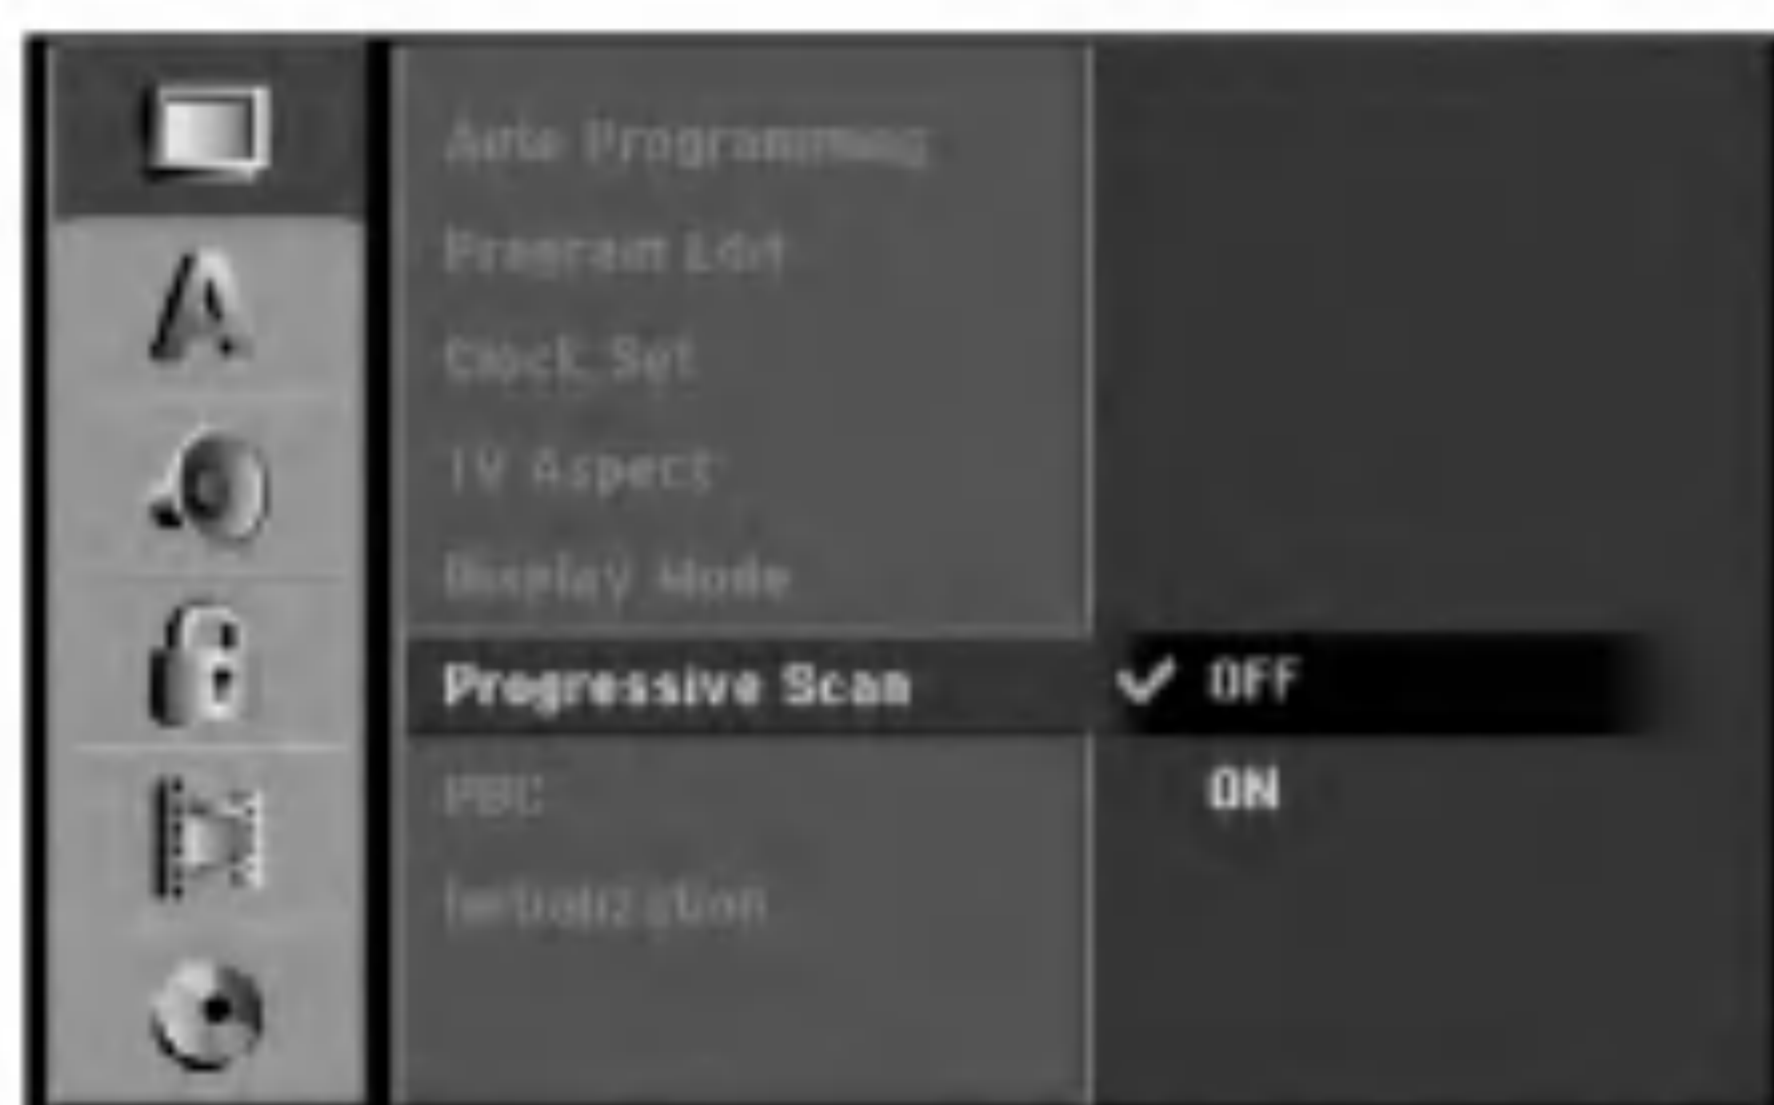 Auto Programming
Program Edit
Clock Set
TV Aspect
Display Mode
Progressive Scan
OFF
ON
PBC
Initialization